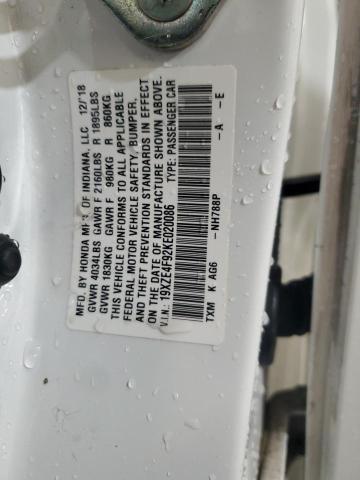 MFD. BY HONDA MFG. OF INDIANA, LLC 12/'18
GVWR 4034LBS GAWR F 2160LBS R 1895LBS
GVWR 1830KG GAWR F 980KG R 860KG
THIS VEHICLE CONFORMS TO ALL APPLICABLE
FEDERAL MOTOR VEHICLE SAFETY, BUMPER,
AND THEFT PREVENTION STANDARDS IN EFFECT
ON THE DATE OF MANUFACTURE SHOWN ABOVE.
V.I.N.: 19XZE4F92KE020086 TYPE: PASSENGER CAR
TXM K AG6 -NH788P -A -E